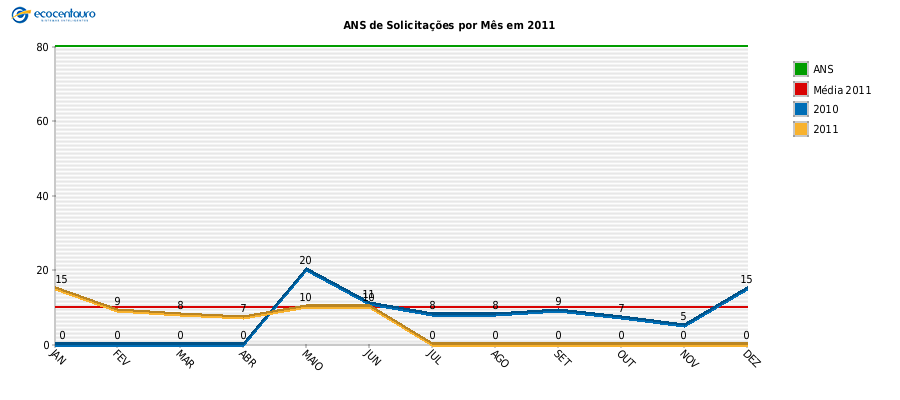 ecocentauro
ANS de Solicitações por Mês em 2011
80
60
40
20
0
15 9 8 7 20 10 11 10 8 8 9 7 5 15
0 0 0 0 0 0 0 0 0 0
JAN FEV MAR ABR MAIO JUN JUL AGO SET OUT NOV DEZ
ANS
Média 2011
2010
2011